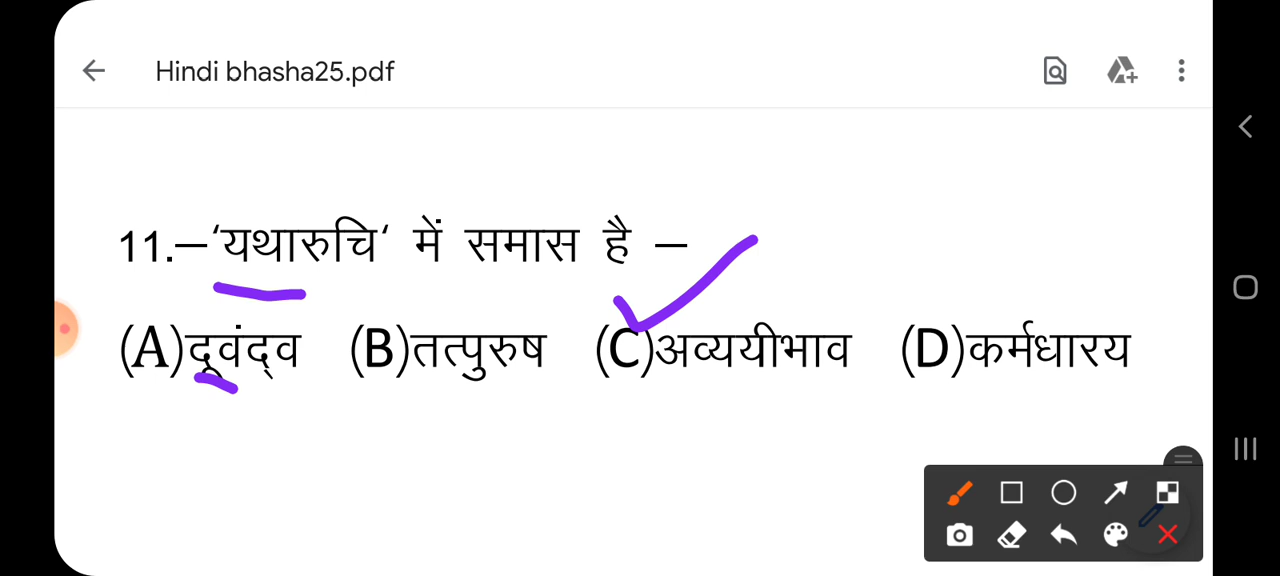 Hindi bhasha25.pdf
11.–‘यथारुचि‘ में समास है –
(A)दूवंद्व (B)तत्पुरुष (C)अव्ययीभाव (D)कर्मधारय